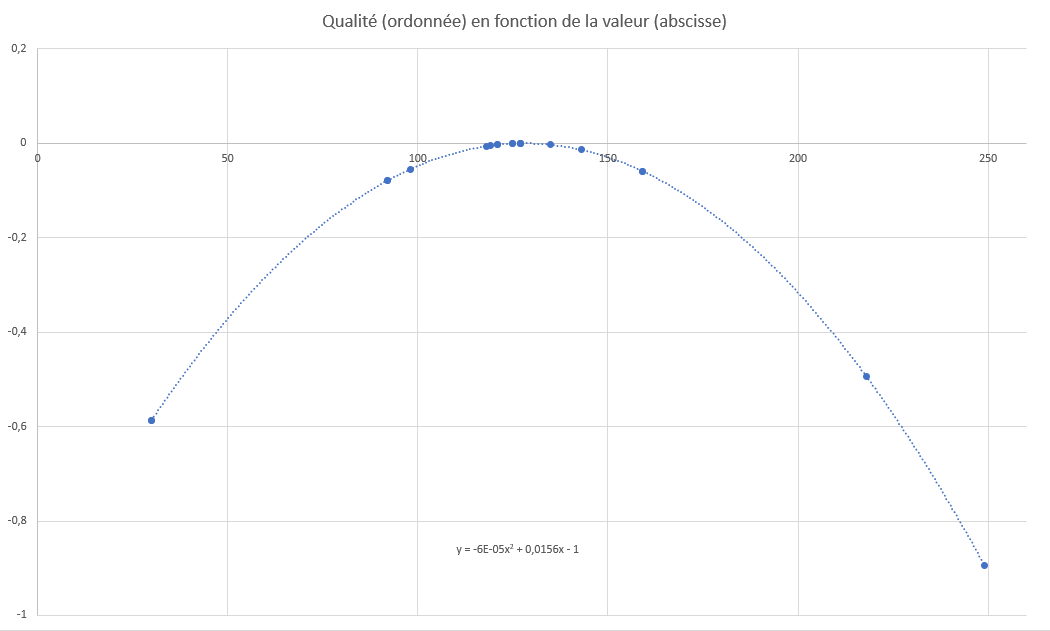 Qualité (ordonnée) en fonction de la valeur (abscisse)
0,2
0
0 50 100 150 200 250
-0,2
-0,4
-0,6
-0,8
y = -6E-05x² + 0,0156x - 1
-1